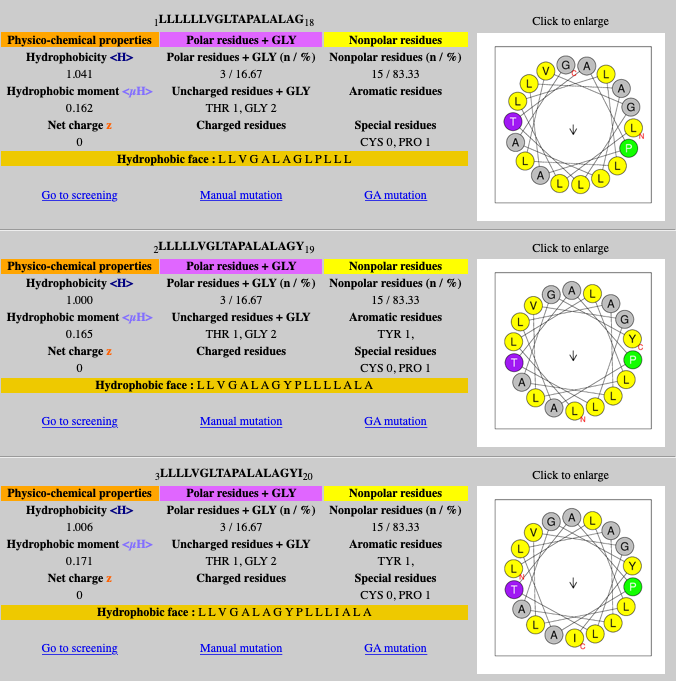 1LLLLLLVGLTAPALALAG18
Click to enlarge
Physico-chemical properties Polar residues + GLY Nonpolar residues
Hydrophobicity <H> Polar residues + GLY (n / %) Nonpolar residues (n / %)
1.041 3 / 16.67 15 / 83.33
Hydrophobic moment <μH> Uncharged residues + GLY Aromatic residues
0.162 THR 1, GLY 2
Net charge z Charged residues Special residues
0 CYS 0, PRO 1
Hydrophobic face : L L V G A L A G L P L L L
Go to screening Manual mutation GA mutation
G A
C
V L
L A
L G
T L
N
A P
L L
A L
L L
2LLLLLVGLTAPALALAGY19
Click to enlarge
Physico-chemical properties Polar residues + GLY Nonpolar residues
Hydrophobicity <H> Polar residues + GLY (n / %) Nonpolar residues (n / %)
1.000 3 / 16.67 15 / 83.33
Hydrophobic moment <μH> Uncharged residues + GLY Aromatic residues
0.165 THR 1, GLY 2 TYR 1,
Net charge z Charged residues Special residues
0 CYS 0, PRO 1
Hydrophobic face : L L V G A L A G Y P L L L L A L A
Go to screening Manual mutation GA mutation
G A L
V A
L G
L Y
C
T P
A L
L L
A L L
N
3LLLLVGLTAPALALAGYI20
Click to enlarge
Physico-chemical properties Polar residues + GLY Nonpolar residues
Hydrophobicity <H> Polar residues + GLY (n / %) Nonpolar residues (n / %)
1.006 3 / 16.67 15 / 83.33
Hydrophobic moment <μH> Uncharged residues + GLY Aromatic residues
0.171 THR 1, GLY 2 TYR 1,
Net charge z Charged residues Special residues
0 CYS 0, PRO 1
Hydrophobic face : L L V G A L A G Y P L L L I A L A
Go to screening Manual mutation GA mutation
G A L
V A
L G
L Y
N
T P
A L
L L
A I L
C